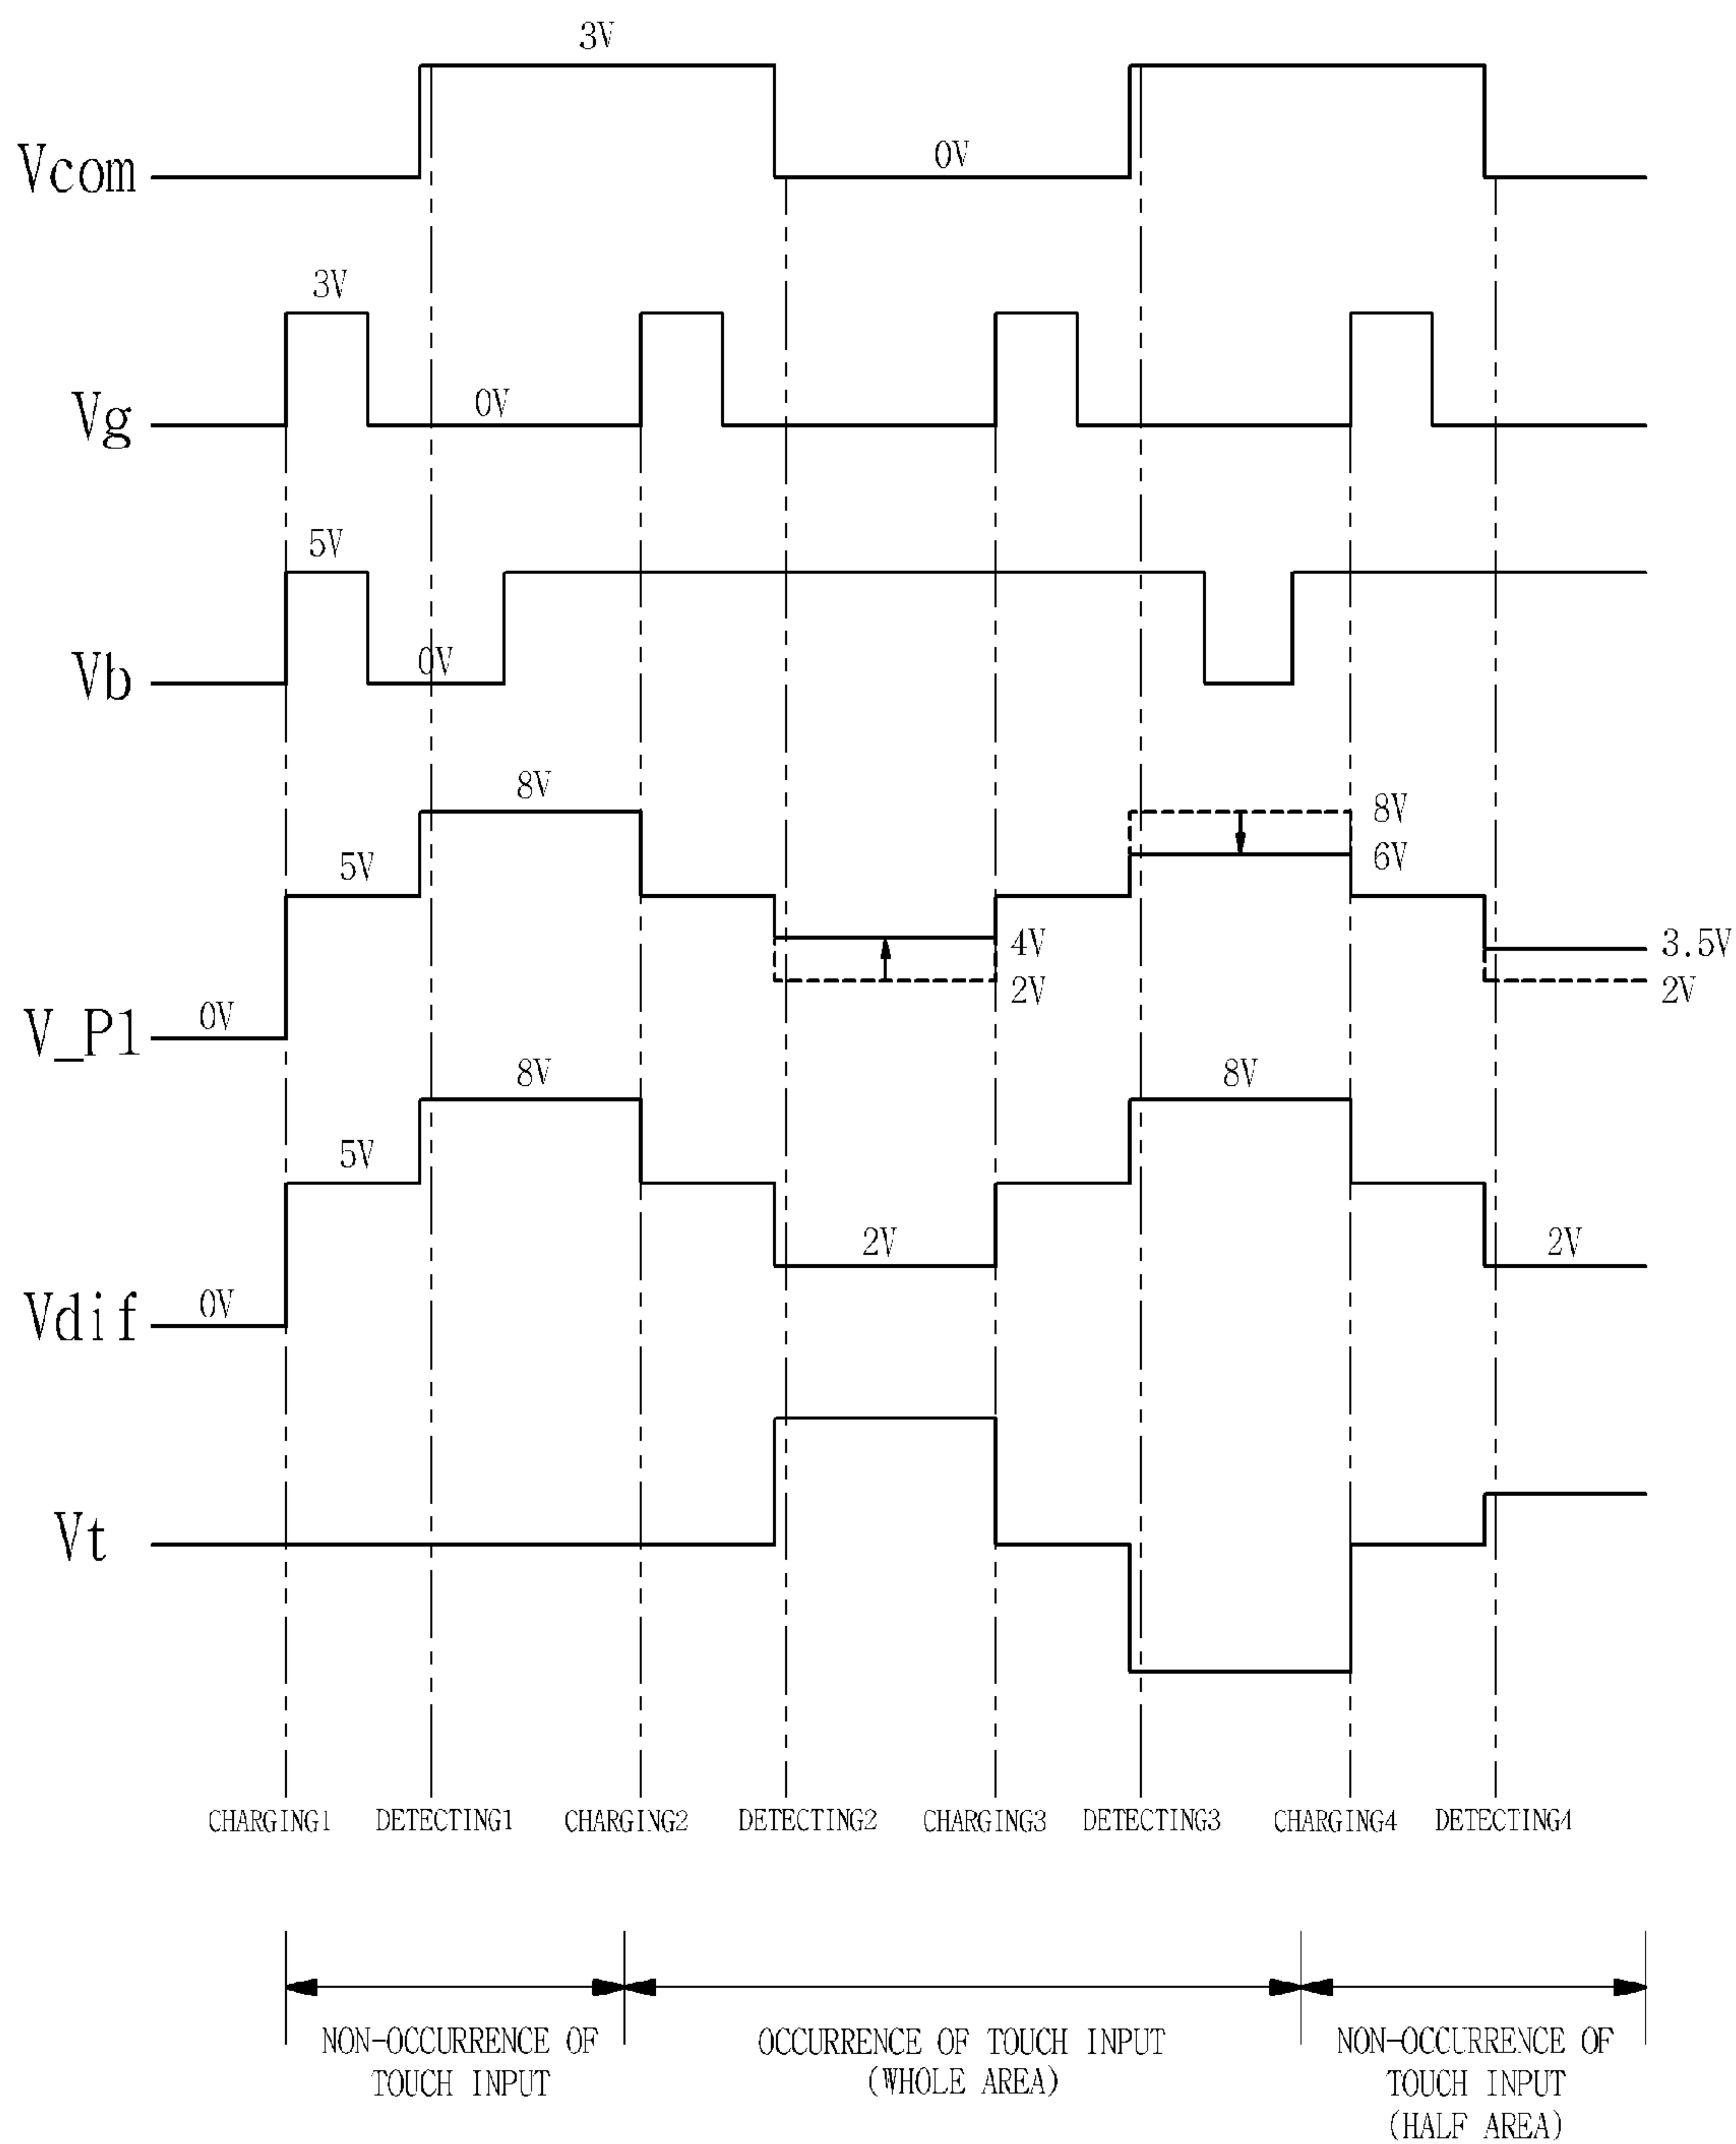 3V
Vcom
0V
3V
Vg
0V
5V
Vb
0V
8V
8V
5V
6V
4V
3.5V
2V
2V
0V
V_P1
8V
8V
5V
2V
2V
0V
Vdif
Vt
CHARGING1 DETECTING1 CHARGING2 DETECTING2 CHARGING3 DETECTING3 CHARGING4 DETECTING4
NON-OCCURRENCE OF
TOUCH INPUT
OCCURRENCE OF TOUCH INPUT
(WHOLE AREA)
NON-OCCURRENCE OF
TOUCH INPUT
(HALF AREA)